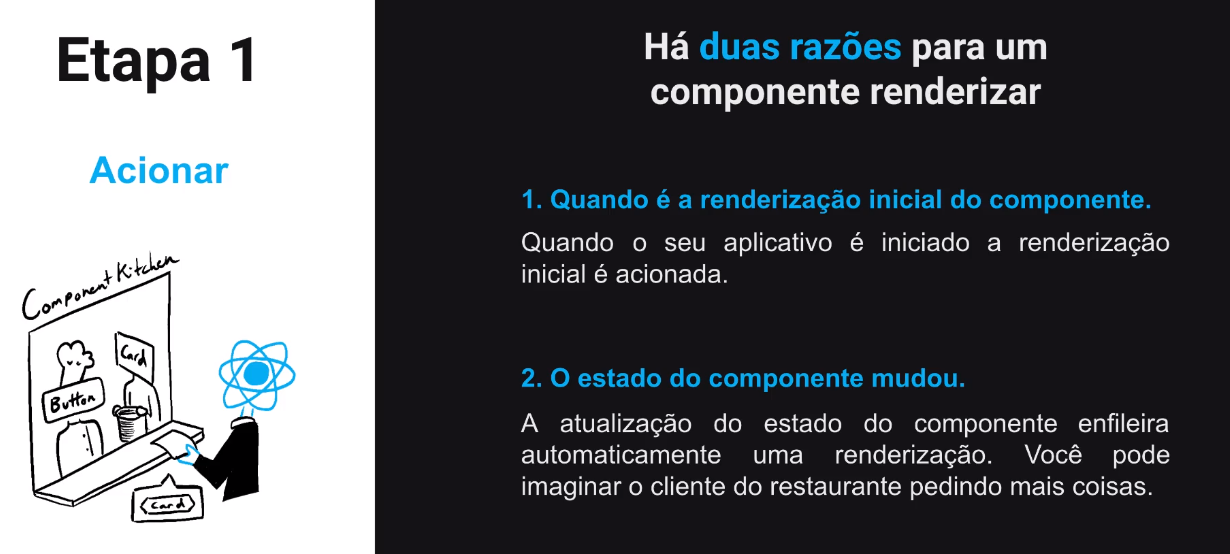 Etapa 1
Acionar
Component Kitchen
Card
Button
Card
Há duas razões para um
componente renderizar
1. Quando é a renderização inicial do componente.
Quando o seu aplicativo é iniciado a renderização
inicial é acionada.
2. O estado do componente mudou.
A atualização do estado do componente enfileira
automaticamente uma renderização. Você pode
imaginar o cliente do restaurante pedindo mais coisas.